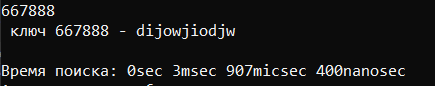 667888
ключ 667888 - dijowjiodjw
Время поиска: 0sec 3msec 907micsec 400nanosec